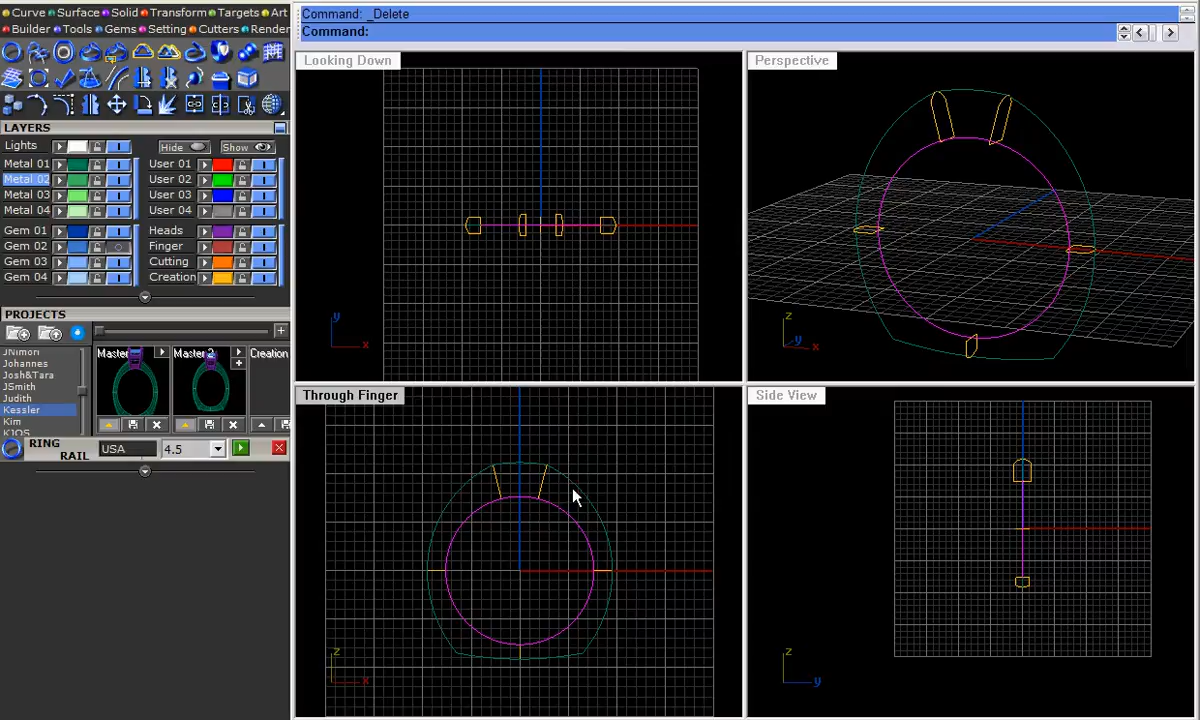 Curve Surface Solid Transform Targets Art
Builder Tools Gems Setting Cutters Render
Command: _Delete
Command:
LAYERS
Lights Hide Show
Metal 01 User 01
Metal 02 User 02
Metal 03 User 03
Metal 04 User 04
Gem 01 Heads
Gem 02 Finger
Gem 03 Cutting
Gem 04 Creation
PROJECTS
JNimori
Johannes
Josh&Tara
JSmith
Judith
Kessler
Kim
KJOS
Master Master 2 Creation
RING
RAIL USA 4.5
Looking Down
y
x
Perspective
z
y
x
Through Finger
z
x
Side View
z
y